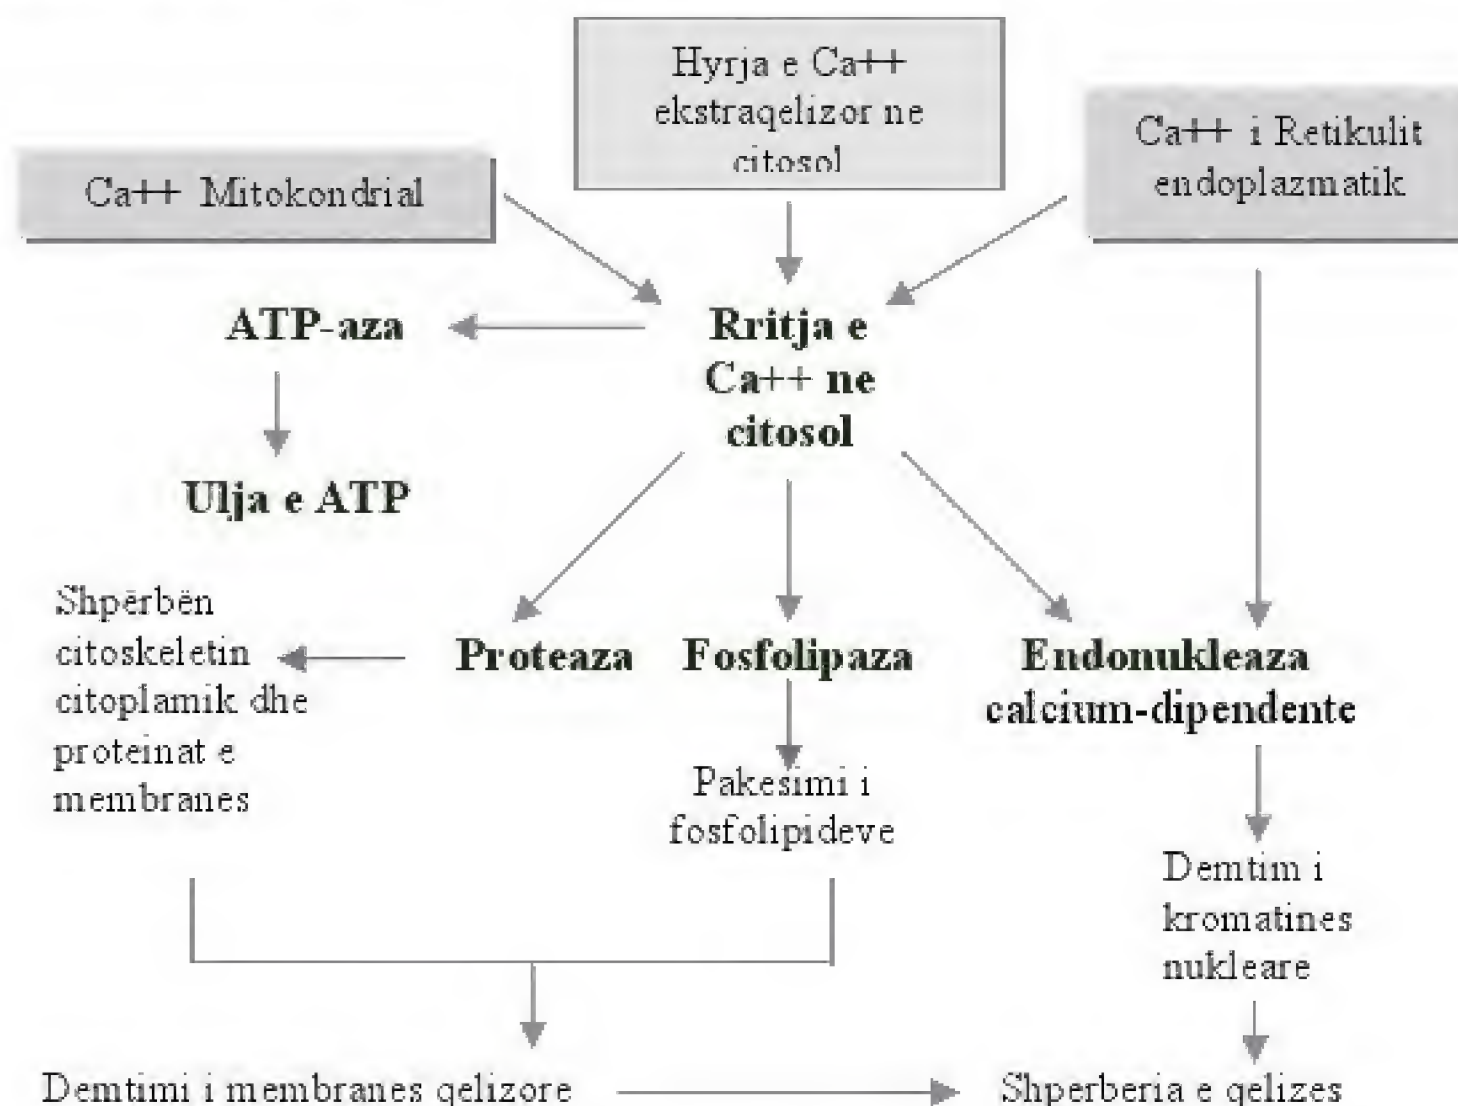 Hyrja e Ca++
ekstraqelizor ne
citosol
Ca++ i Retikulit
endoplazmatik
Ca++ Mitokondrial
ATP-aza
Rritja e
Ca++ ne
citosol
Ulja e ATP
Shpërbën
citoskeletin
citoplamik dhe
proteinat e
membranes
Proteaza
Fosfolipaza
Endonukleaza
calcium-dipendente
Pakesimi i
fosfolipideve
Demtim i
kromatines
nukleare
Demtimi i membranes qelizore
Shperberia e qelizes